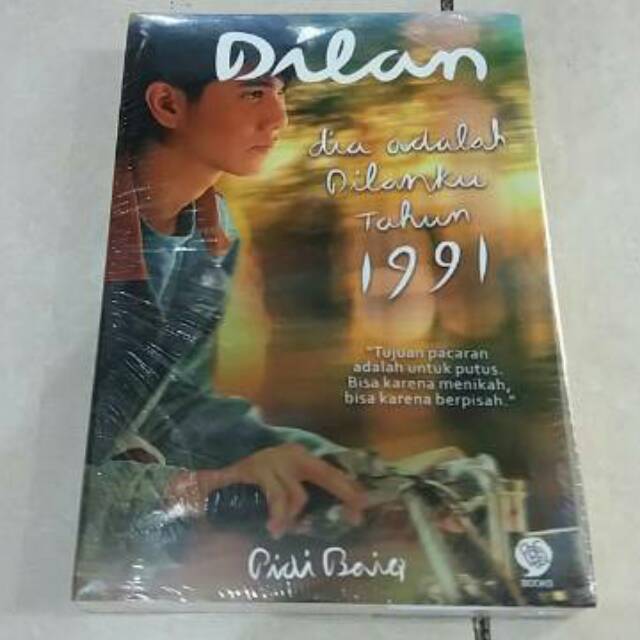 Dilan
dia adalah
Dilanku
Tahun
1991
"Tujuan pacaran
adalah untuk putus.
Bisa karena menikah,
bisa karena berpisah."
Pidi Baiq
BOOKS